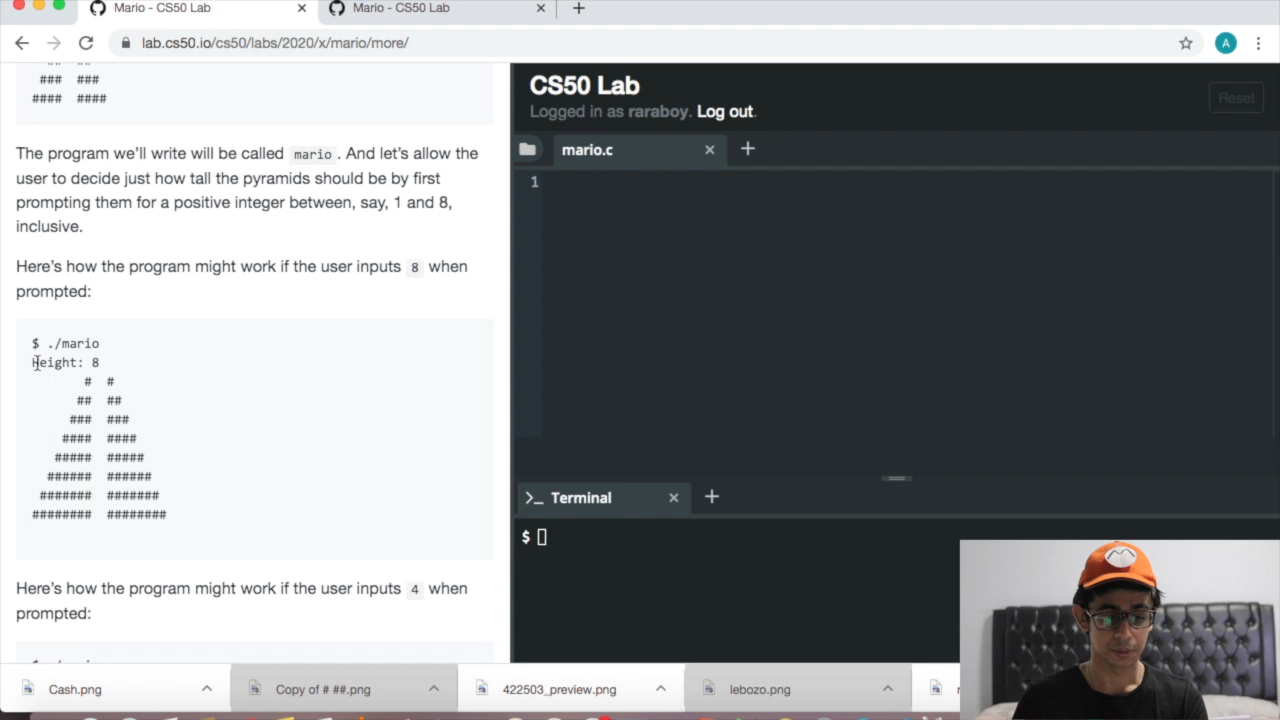 Mario - CS50 Lab
Mario - CS50 Lab
lab.cs50.io/cs50/labs/2020/x/mario/more/
A
### ###
#### ####
The program we'll write will be called mario . And let's allow the
user to decide just how tall the pyramids should be by first
prompting them for a positive integer between, say, 1 and 8,
inclusive.
Here's how the program might work if the user inputs 8 when
prompted:
$ ./mario
Height: 8
# #
## ##
### ###
#### ####
##### #####
###### ######
####### #######
######## ########
Here's how the program might work if the user inputs 4 when
prompted:
CS50 Lab
Logged in as raraboy. Log out.
Reset
mario.c
1
>_ Terminal
$
M
Cash.png
Copy of # ##.png
422503_preview.png
lebozo.png